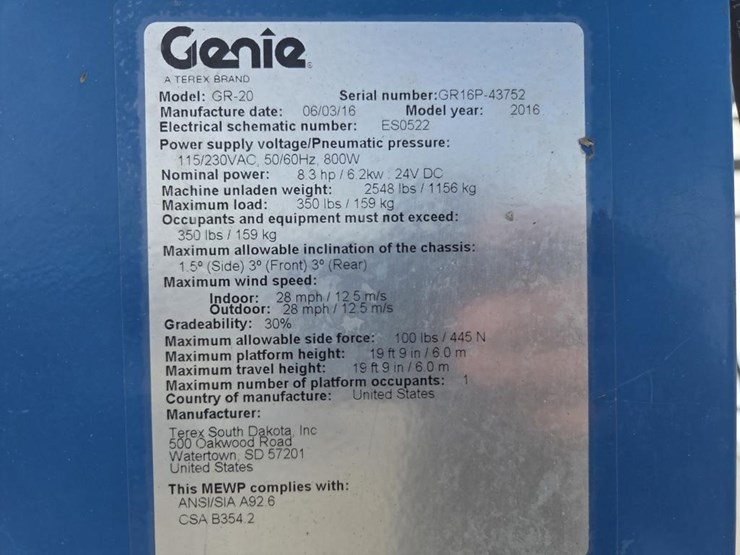 Genie®
A TEREX BRAND
Model: GR-20 Serial number:GR16P-43752
Manufacture date: 06/03/16 Model year: 2016
Electrical schematic number: ES0522
Power supply voltage/Pneumatic pressure:
115/230VAC, 50/60Hz, 800W
Nominal power: 8.3 hp / 6.2kw . 24V DC
Machine unladen weight: 2548 lbs / 1156 kg
Maximum load: 350 lbs / 159 kg
Occupants and equipment must not exceed:
350 lbs / 159 kg
Maximum allowable inclination of the chassis:
1.5° (Side) 3° (Front) 3° (Rear)
Maximum wind speed:
Indoor: 28 mph / 12.5 m/s
Outdoor: 28 mph / 12.5 m/s
Gradeability: 30%
Maximum allowable side force: 100 lbs / 445 N
Maximum platform height: 19 ft 9 in / 6.0 m
Maximum travel height: 19 ft 9 in / 6.0 m
Maximum number of platform occupants: 1
Country of manufacture: United States
Manufacturer:
Terex South Dakota, Inc
500 Oakwood Road
Watertown, SD 57201
United States
This MEWP complies with:
ANSI/SIA A92.6
CSA B354.2